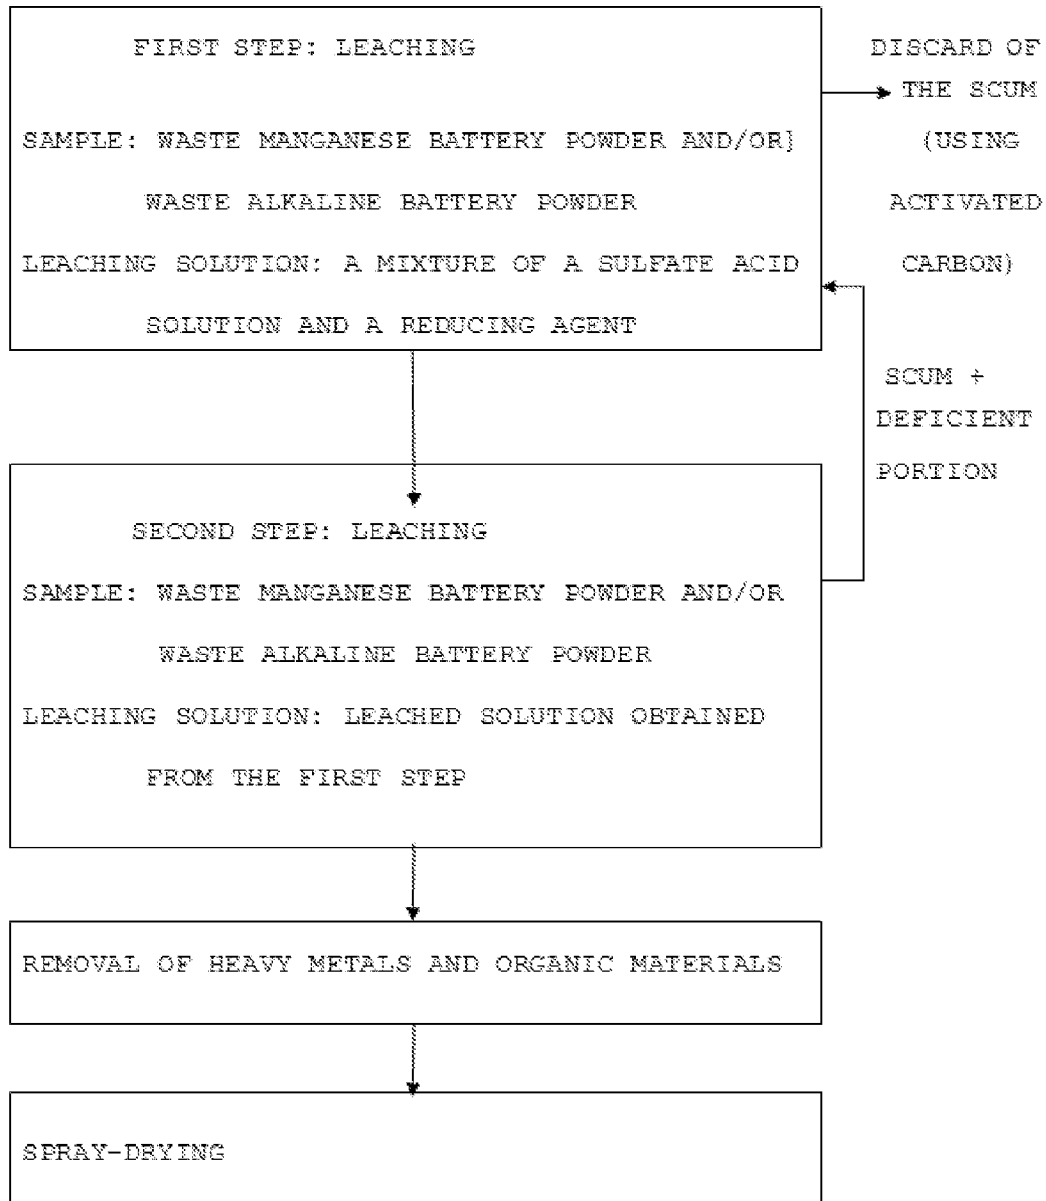 FIRST STEP: LEACHING
SAMPLE: WASTE MANGANESE BATTERY POWDER AND/OR}
WASTE ALKALINE BATTERY POWDER
LEACHING SOLUTION: A MIXTURE OF A SULFATE ACID
SOLUTION AND A REDUCING AGENT
DISCARD OF
THE SCUM
(USING
ACTIVATED
CARBON)
SCUM +
DEFICIENT
PORTION
SECOND STEP: LEACHING
SAMPLE: WASTE MANGANESE BATTERY POWDER AND/OR
WASTE ALKALINE BATTERY POWDER
LEACHING SOLUTION: LEACHED SOLUTION OBTAINED
FROM THE FIRST STEP
REMOVAL OF HEAVY METALS AND ORGANIC MATERIALS
SPRAY-DRYING